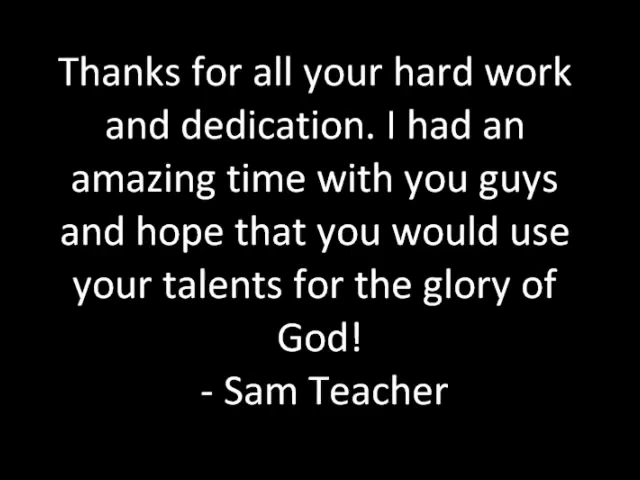 Thanks for all your hard work
and dedication. I had an
amazing time with you guys
and hope that you would use
your talents for the glory of
God!
- Sam Teacher